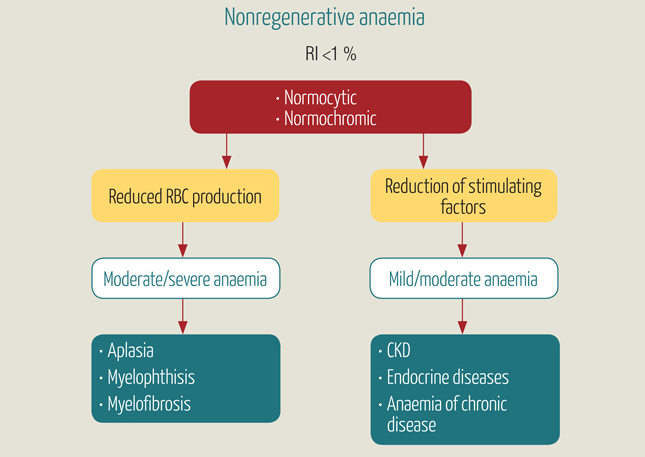 Nonregenerative anaemia
RI <1 %
· Normocytic
· Normochromic
Reduced RBC production
Reduction of stimulating
factors
Moderate/severe anaemia
Mild/moderate anaemia
· Aplasia
· Myelophthisis
· Myelofibrosis
· CKD
· Endocrine diseases
· Anaemia of chronic
disease